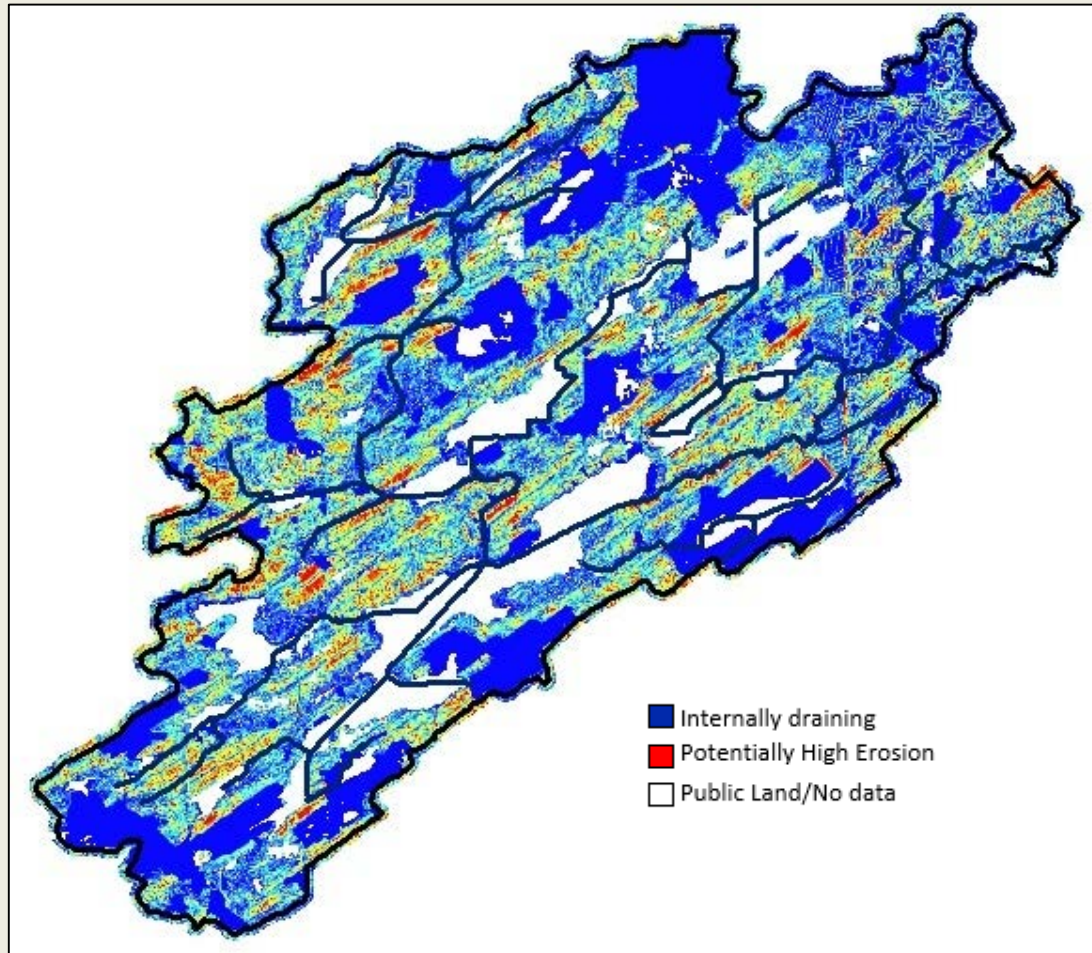 Internally draining
Potentially High Erosion
Public Land/No data